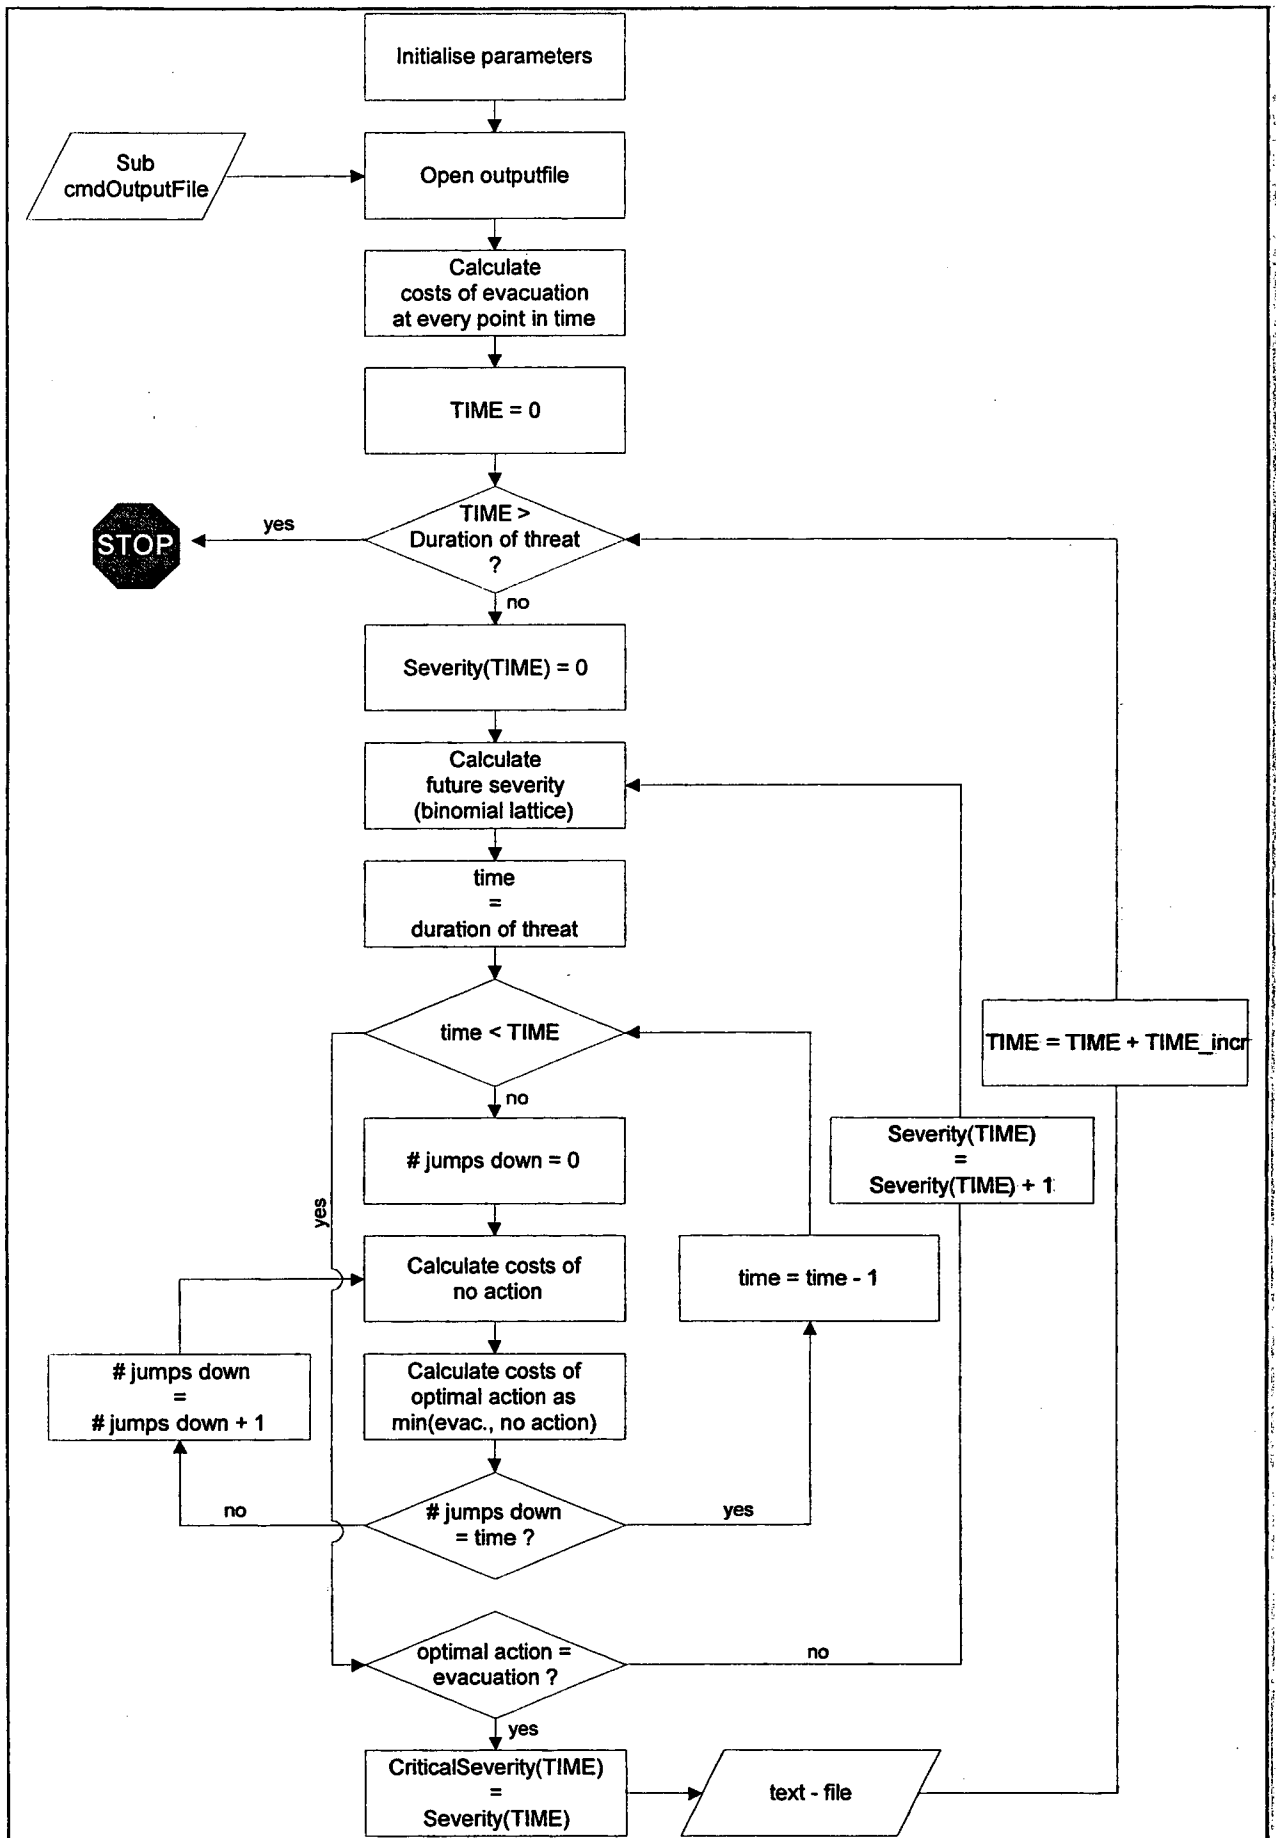 Initialise parameters
Sub
cmdOutputFile
Open outputfile
Calculate
costs of evacuation
at every point in time
TIME = 0
TIME >
Duration of threat
?
yes
STOP
no
Severity(TIME) = 0
Calculate
future severity
(binomial lattice)
time
=
duration of threat
time < TIME
TIME = TIME + TIME_incr
no
Severity(TIME)
=
Severity(TIME) + 1
# jumps down = 0
yes
Calculate costs of
no action
time = time - 1
# jumps down
=
# jumps down + 1
Calculate costs of
optimal action as
min(evac., no action)
no
# jumps down
= time ?
yes
optimal action =
evacuation ?
no
yes
CriticalSeverity(TIME)
=
Severity(TIME)
text - file